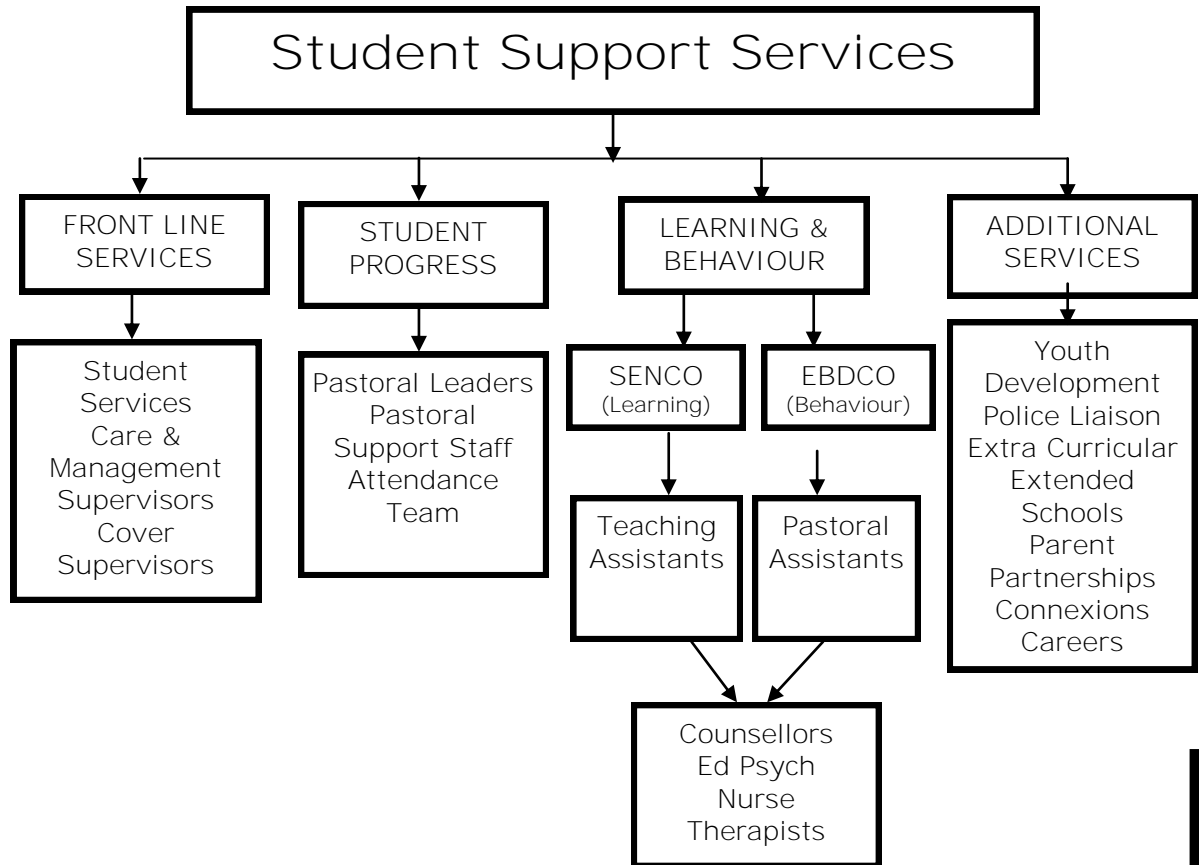 Student Support Services
FRONT LINE
SERVICES
STUDENT
PROGRESS
LEARNING &
BEHAVIOUR
ADDITIONAL
SERVICES
Student
Services
Care &
Management
Supervisors
Cover
Supervisors
Pastoral Leaders
Pastoral
Support Staff
Attendance
Team
SENCO
(Learning)
EBDCO
(Behaviour)
Teaching
Assistants
Pastoral
Assistants
Counsellors
Ed Psych
Nurse
Therapists
Youth
Development
Police Liaison
Extra Curricular
Extended
Schools
Parent
Partnerships
Connexions
Careers